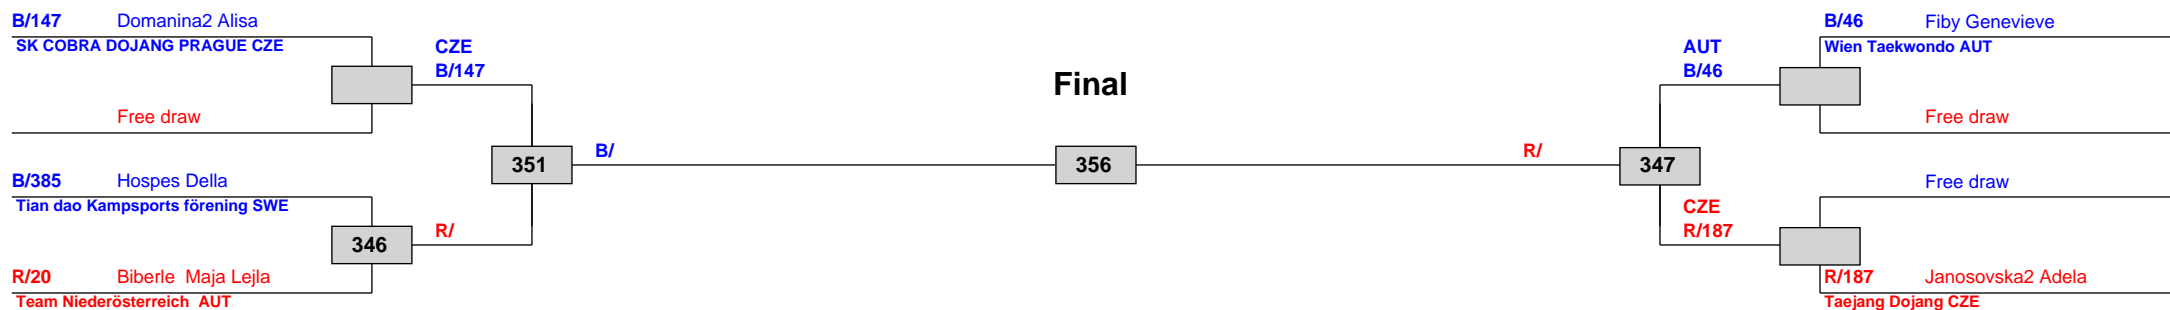 B/147 Domanina2 Alisa
SK COBRA DOJANG PRAGUE CZE
CZE
B/147
Free draw
351
B/
B/385 Hospes Della
Tian dao Kampsports förening SWE
346
R/
R/20 Biberle Maja Lejla
Team Niederösterreich AUT
Final
356
B/46 Fiby Genevieve
Wien Taekwondo AUT
AUT
B/46
Free draw
R/
347
Free draw
CZE
R/187
R/187 Janosovska2 Adela
Taejang Dojang CZE